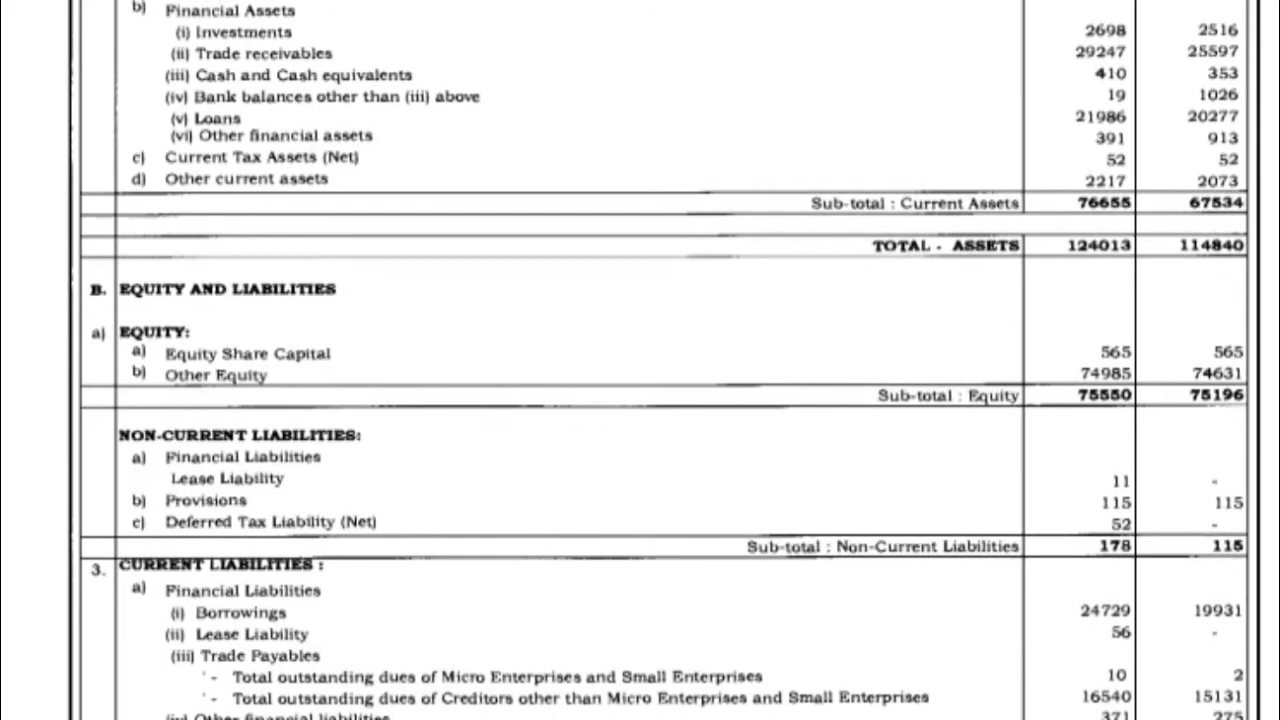 b) Financial Assets
(i) Investments 2698 2516
(ii) Trade receivables 29247 25597
(iii) Cash and Cash equivalents 410 353
(iv) Bank balances other than (iii) above 19 1026
(v) Loans 21986 20277
(vi) Other financial assets 391 913
c) Current Tax Assets (Net) 52 52
d) Other current assets 2217 2073
Sub-total : Current Assets 76655 67534
TOTAL - ASSETS 124013 114840
B. EQUITY AND LIABILITIES
a) EQUITY:
a) Equity Share Capital 565 565
b) Other Equity 74985 74631
Sub-total : Equity 75550 75196
NON-CURRENT LIABILITIES:
a) Financial Liabilities
Lease Liability 11 -
b) Provisions 115 115
c) Deferred Tax Liability (Net) 52 -
Sub-total : Non-Current Liabilities 178 115
3. CURRENT LIABILITIES :
a) Financial Liabilities
(i) Borrowings 24729 19931
(ii) Lease Liability 56 -
(iii) Trade Payables
' - Total outstanding dues of Micro Enterprises and Small Enterprises 10 2
' - Total outstanding dues of Creditors other than Micro Enterprises and Small Enterprises 16540 15131
(iv) Other financial liabilities 371 275